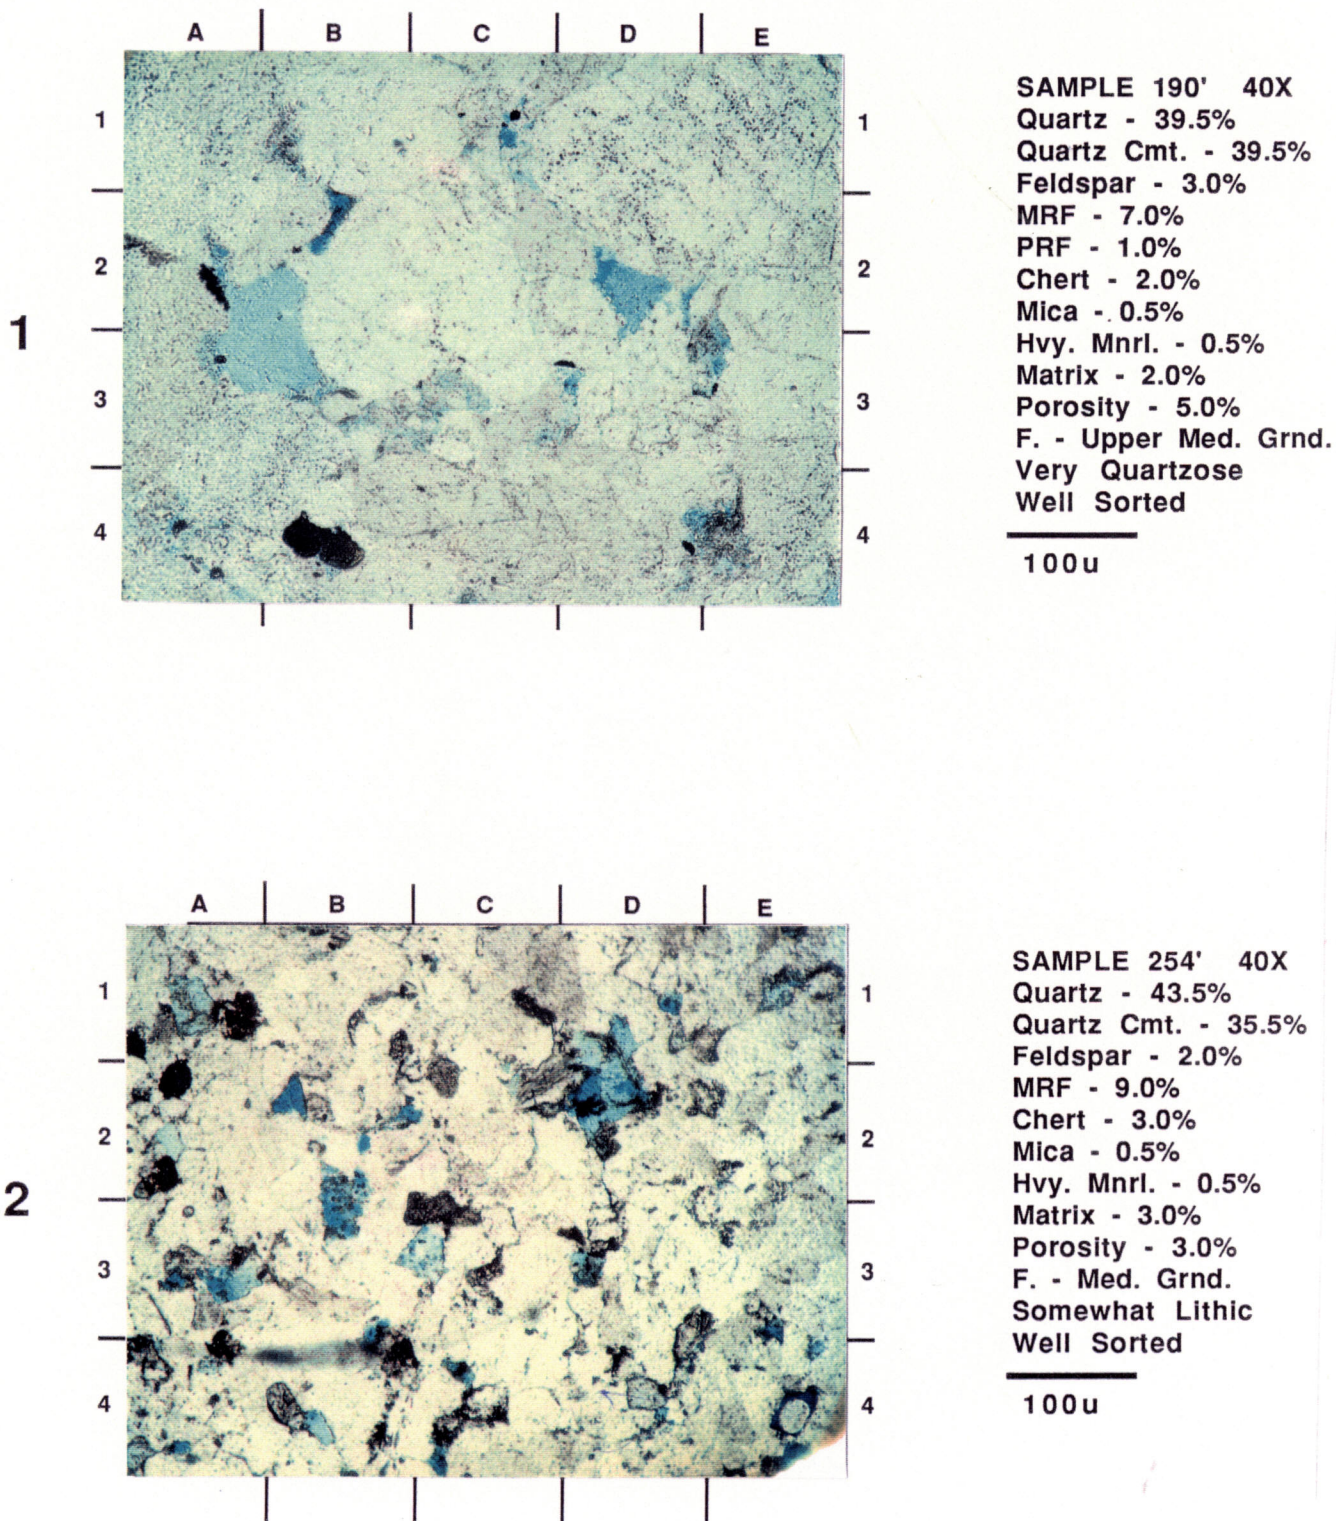 A B C D E
1 1
2 2
1
3 3
4 4
SAMPLE 190' 40X
Quartz - 39.5%
Quartz Cmt. - 39.5%
Feldspar - 3.0%
MRF - 7.0%
PRF - 1.0%
Chert - 2.0%
Mica - 0.5%
Hvy. Mnrl. - 0.5%
Matrix - 2.0%
Porosity - 5.0%
F. - Upper Med. Grnd.
Very Quartzose
Well Sorted
100u
A B C D E
1 1
2 2
2
3 3
4 4
SAMPLE 254' 40X
Quartz - 43.5%
Quartz Cmt. - 35.5%
Feldspar - 2.0%
MRF - 9.0%
Chert - 3.0%
Mica - 0.5%
Hvy. Mnrl. - 0.5%
Matrix - 3.0%
Porosity - 3.0%
F. - Med. Grnd.
Somewhat Lithic
Well Sorted
100u